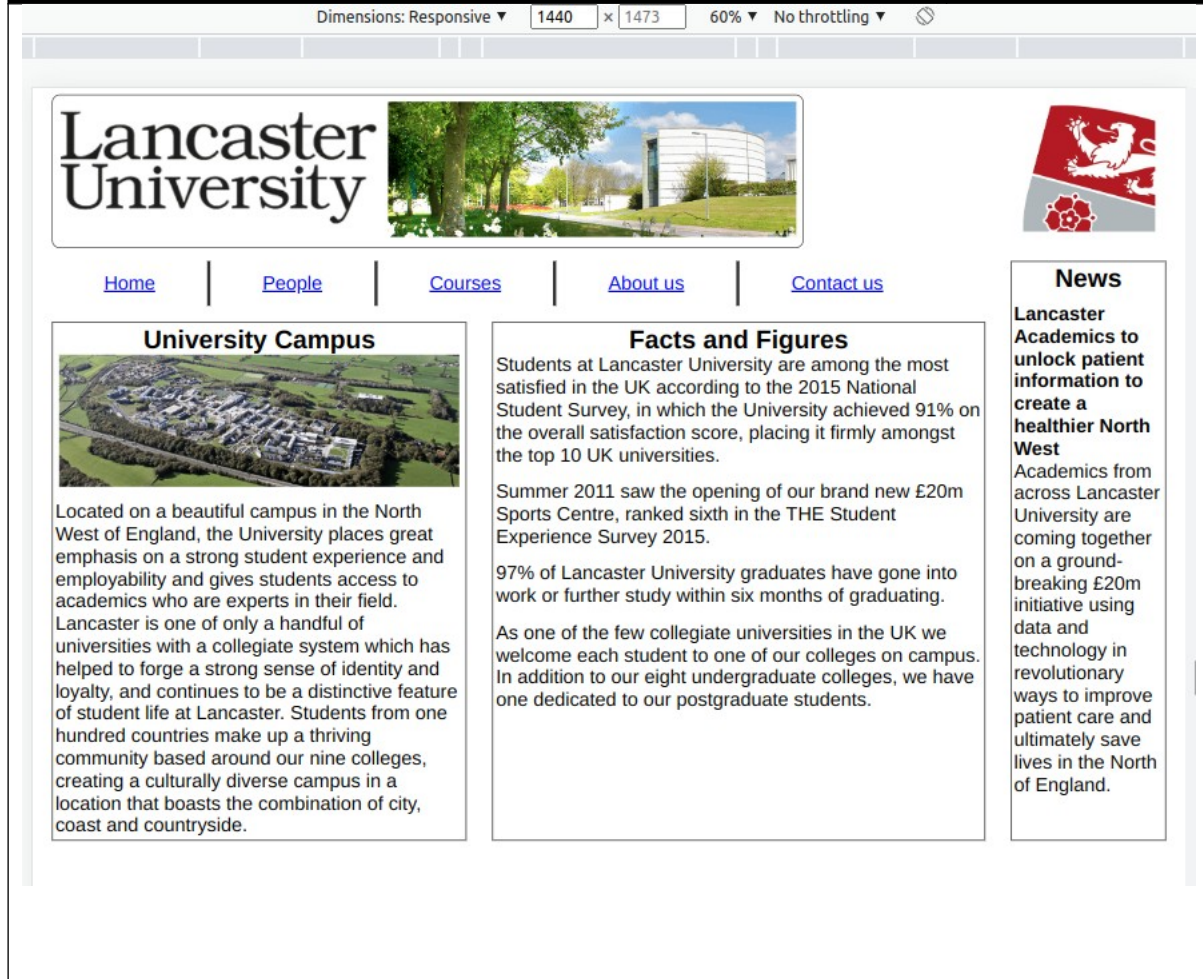 Dimensions: Responsive ▼ 1440 × 1473 60% ▼ No throttling ▼
Lancaster
University
Home People Courses About us Contact us
University Campus
Located on a beautiful campus in the North
West of England, the University places great
emphasis on a strong student experience and
employability and gives students access to
academics who are experts in their field.
Lancaster is one of only a handful of
universities with a collegiate system which has
helped to forge a strong sense of identity and
loyalty, and continues to be a distinctive feature
of student life at Lancaster. Students from one
hundred countries make up a thriving
community based around our nine colleges,
creating a culturally diverse campus in a
location that boasts the combination of city,
coast and countryside.
Facts and Figures
Students at Lancaster University are among the most
satisfied in the UK according to the 2015 National
Student Survey, in which the University achieved 91% on
the overall satisfaction score, placing it firmly amongst
the top 10 UK universities.
Summer 2011 saw the opening of our brand new £20m
Sports Centre, ranked sixth in the THE Student
Experience Survey 2015.
97% of Lancaster University graduates have gone into
work or further study within six months of graduating.
As one of the few collegiate universities in the UK we
welcome each student to one of our colleges on campus.
In addition to our eight undergraduate colleges, we have
one dedicated to our postgraduate students.
News
Lancaster
Academics to
unlock patient
information to
create a
healthier North
West
Academics from
across Lancaster
University are
coming together
on a ground-
breaking £20m
initiative using
data and
technology in
revolutionary
ways to improve
patient care and
ultimately save
lives in the North
of England.